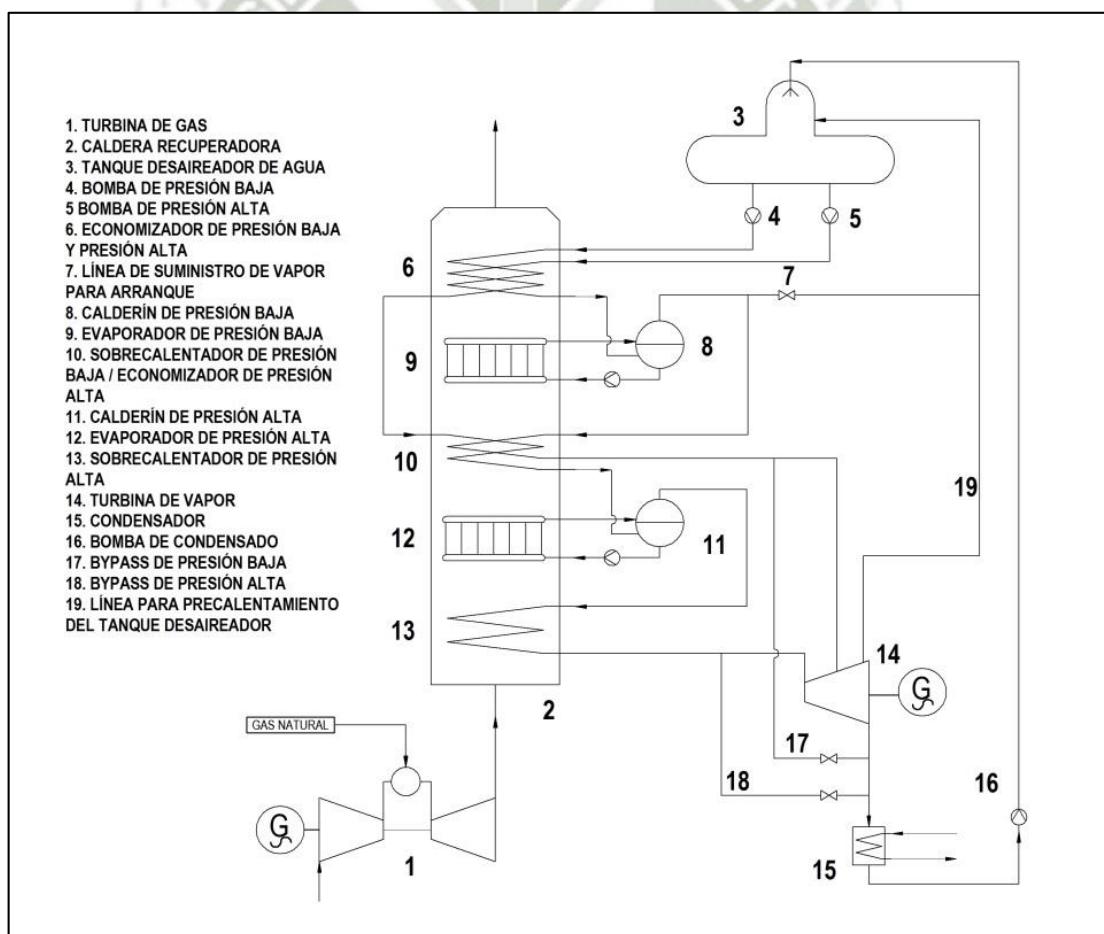 1. TURBINA DE GAS
2. CALDERA RECUPERADORA
3. TANQUE DESAIREADOR DE AGUA
4. BOMBA DE PRESIÓN BAJA
5 BOMBA DE PRESIÓN ALTA
6. ECONOMIZADOR DE PRESIÓN BAJA
Y PRESIÓN ALTA
7. LÍNEA DE SUMINISTRO DE VAPOR
PARA ARRANQUE
8. CALDERÍN DE PRESIÓN BAJA
9. EVAPORADOR DE PRESIÓN BAJA
10. SOBRECALENTADOR DE PRESIÓN
BAJA / ECONOMIZADOR DE PRESIÓN
ALTA
11. CALDERÍN DE PRESIÓN ALTA
12. EVAPORADOR DE PRESIÓN ALTA
13. SOBRECALENTADOR DE PRESIÓN
ALTA
14. TURBINA DE VAPOR
15. CONDENSADOR
16. BOMBA DE CONDENSADO
17. BYPASS DE PRESIÓN BAJA
18. BYPASS DE PRESIÓN ALTA
19. LÍNEA PARA PRECALENTAMIENTO
DEL TANQUE DESAIREADOR
3
4
5
6
7
8
9
10
19
11
12
13
14
G
2
GAS NATURAL
17
18
16
G
1
15